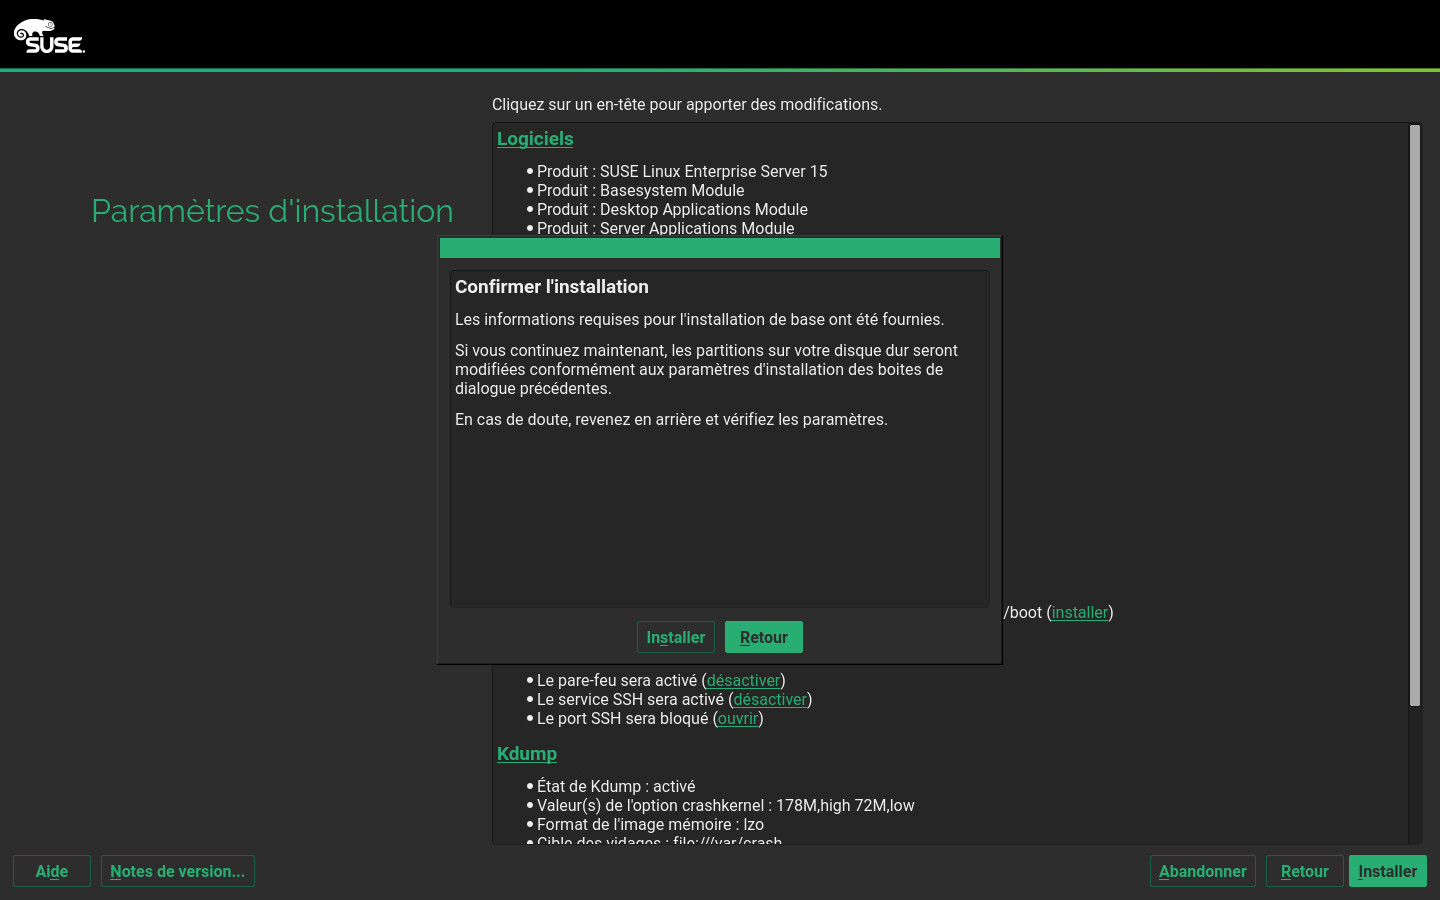 SUSE.
Cliquez sur un en-tête pour apporter des modifications.
Logiciels
Produit : SUSE Linux Enterprise Server 15
Produit : Basesystem Module
Paramètres d'installation
Produit : Desktop Applications Module
Produit : Server Applications Module
Confirmer l'installation
Les informations requises pour l'installation de base ont été fournies.
Si vous continuez maintenant, les partitions sur votre disque dur seront
modifiées conformément aux paramètres d'installation des boites de
dialogue précédentes.
En cas de doute, revenez en arrière et vérifiez les paramètres.
/boot (installer)
Installer Retour
Le pare-feu sera activé (désactiver)
Le service SSH sera activé (désactiver)
Le port SSH sera bloqué (ouvrir)
Kdump
État de Kdump : activé
Valeur(s) de l'option crashkernel : 178M,high 72M,low
Format de l'image mémoire : lzo
Cible des vidages : file:///var/crash
Aide Notes de version... Abandonner Retour Installer